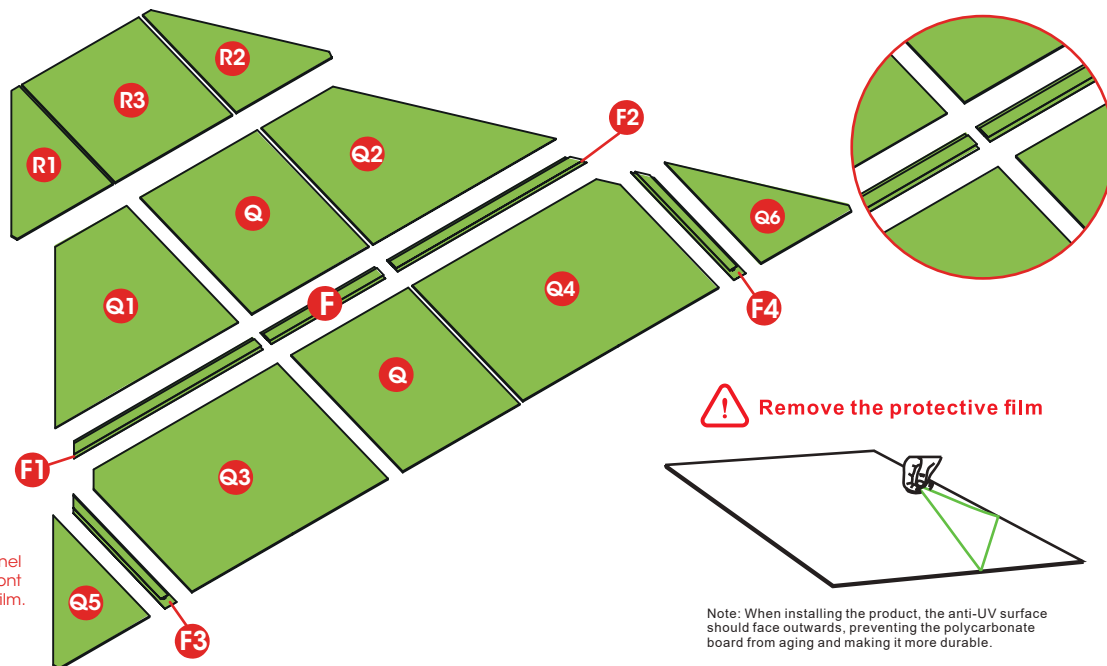 R2
R3
R1
F2
Q2
Q
Q6
Q1
F
Q4
F4
Q
Remove the protective film
F1
Q3
nel
ont
ilm.
Q5
F3
Note: When installing the product, the anti-UV surface
should face outwards, preventing the polycarbonate
board from aging and making it more durable.